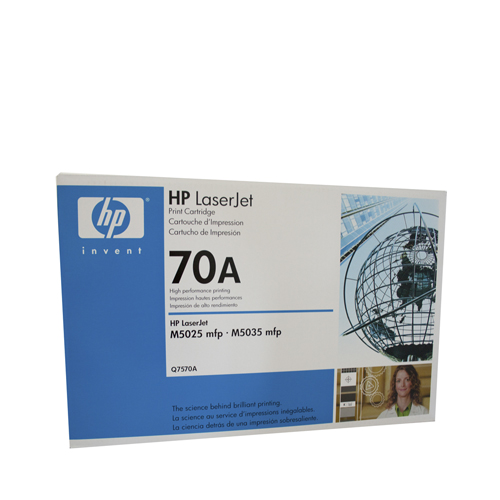 hp
invent
HP LaserJet
Print Cartridge
Cartouche d'Impression
Cartucho de Impresión
70A
High performance printing
Impression hautes performances
Impresión de alto rendimiento
HP LaserJet
M5025 mfp · M5035 mfp
Q7570A
The science behind brilliant printing.
La science au service d'impressions inégalables.
La ciencia detrás de una impresión sobresaliente.